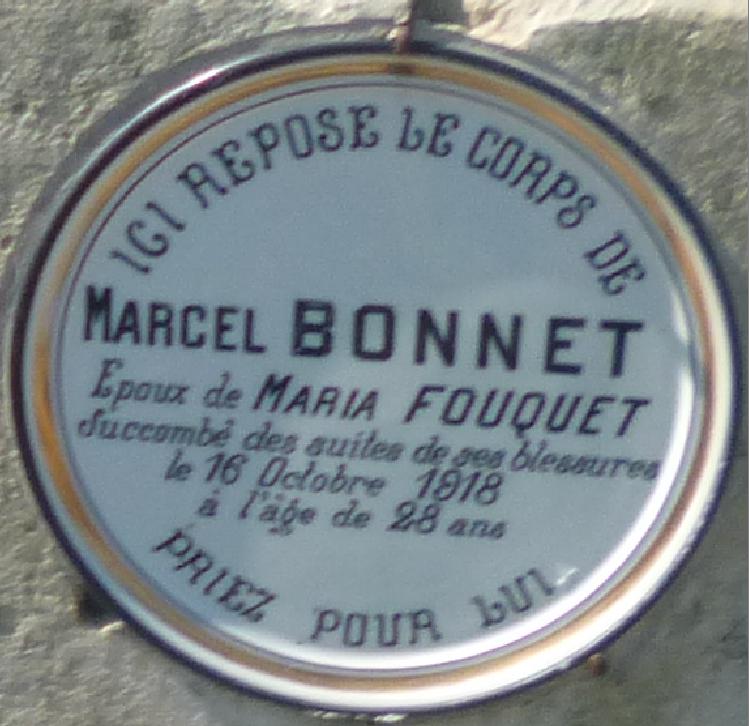 ICI REPOSE LE CORPS DE
MARCEL BONNET
Epoux de MARIA FOUQUET
Succombé des suites de ses blessures
le 16 Octobre 1918
à l'âge de 28 ans
PRIEZ POUR LUI